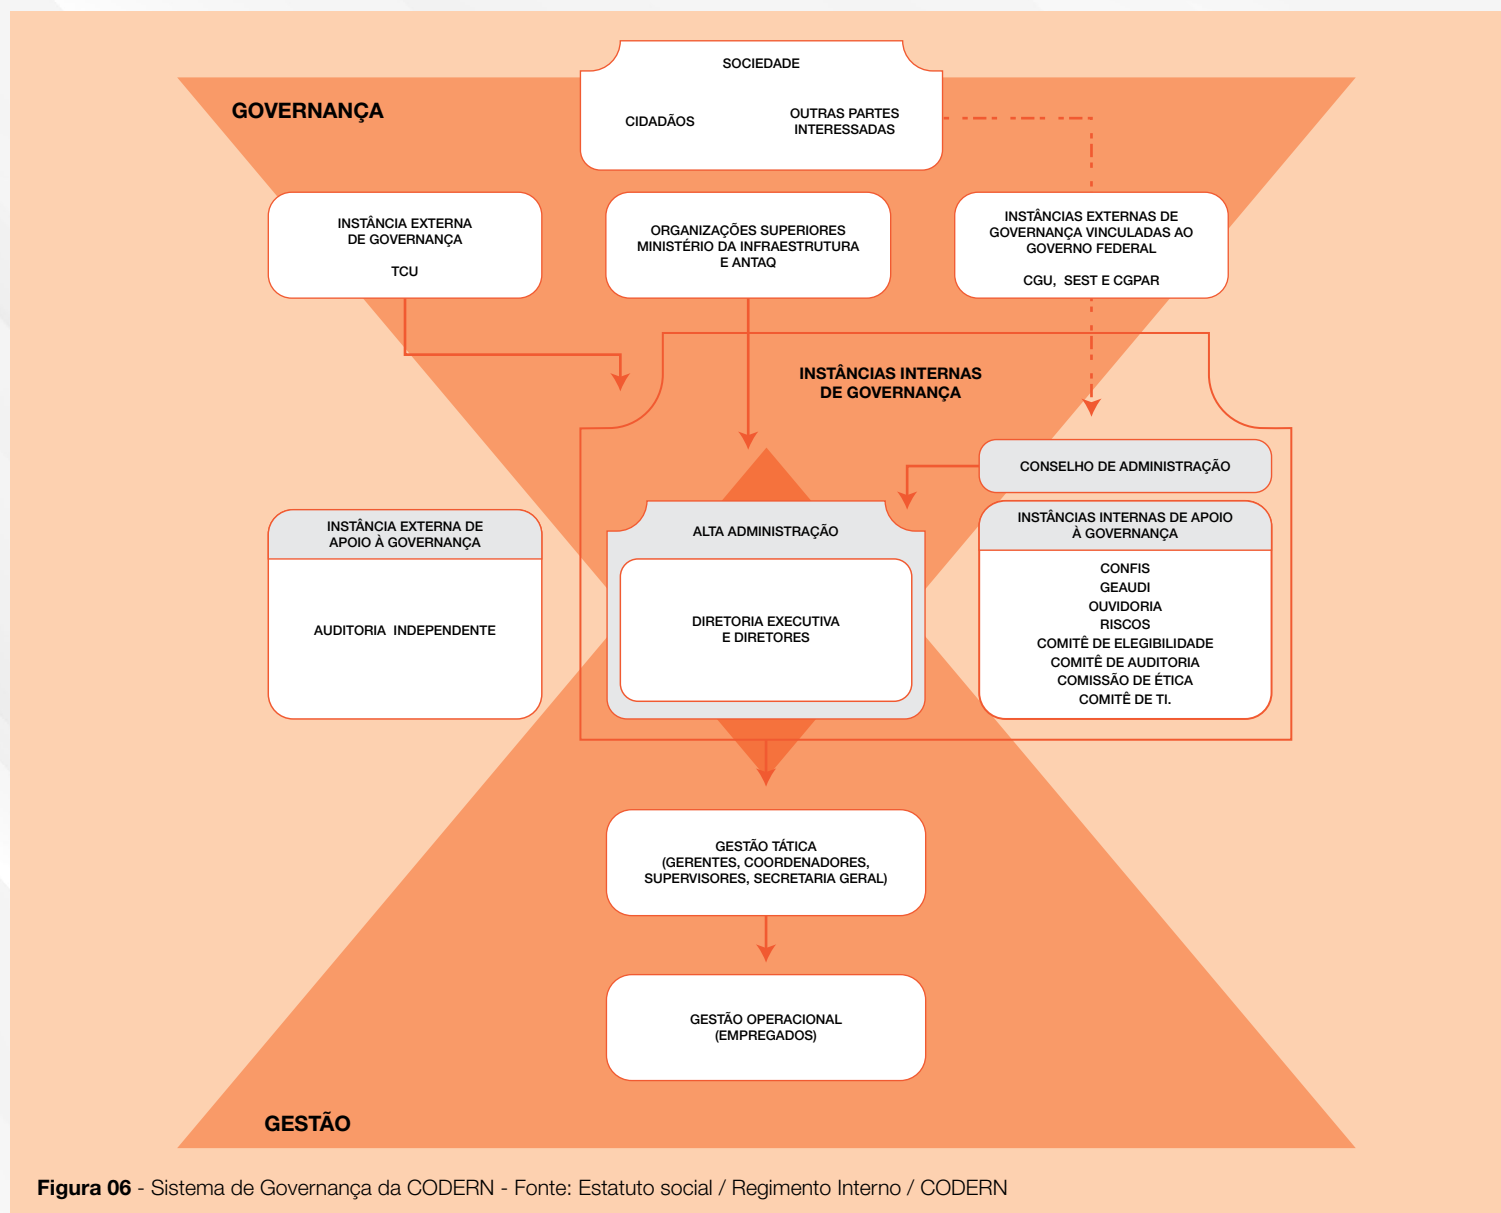 SOCIEDADE
GOVERNANÇA
CIDADÃOS
OUTRAS PARTES
INTERESSADAS
INSTÂNCIA EXTERNA
DE GOVERNANÇA
TCU
ORGANIZAÇÕES SUPERIORES
MINISTÉRIO DA INFRAESTRUTURA
E ANTAQ
INSTÂNCIAS EXTERNAS DE
GOVERNANÇA VINCULADAS AO
GOVERNO FEDERAL
CGU, SEST E CGPAR
INSTÂNCIAS INTERNAS
DE GOVERNANÇA
CONSELHO DE ADMINISTRAÇÃO
INSTÂNCIA EXTERNA DE
APOIO À GOVERNANÇA
AUDITORIA INDEPENDENTE
ALTA ADMINISTRAÇÃO
DIRETORIA EXECUTIVA
E DIRETORES
INSTÂNCIAS INTERNAS DE APOIO
À GOVERNANÇA
CONFIS
GEAUDI
OUVIDORIA
RISCOS
COMITÊ DE ELEGIBILIDADE
COMITÊ DE AUDITORIA
COMISSÃO DE ÉTICA
COMITÊ DE TI.
GESTÃO TÁTICA
(GERENTES, COORDENADORES,
SUPERVISORES, SECRETARIA GERAL)
GESTÃO OPERACIONAL
(EMPREGADOS)
GESTÃO
Figura 06 - Sistema de Governança da CODERN - Fonte: Estatuto social / Regimento Interno / CODERN